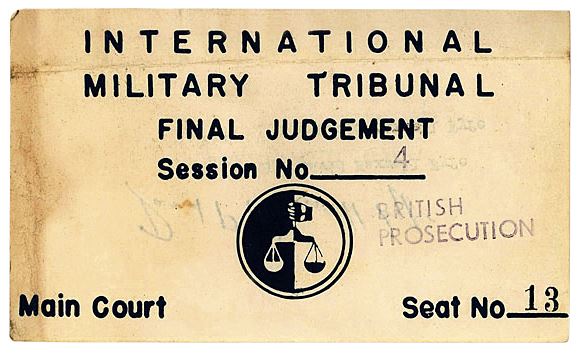 INTERNATIONAL
MILITARY TRIBUNAL
FINAL JUDGEMENT
Session No 4
BRITISH
PROSECUTION
Main Court
Seat No 13